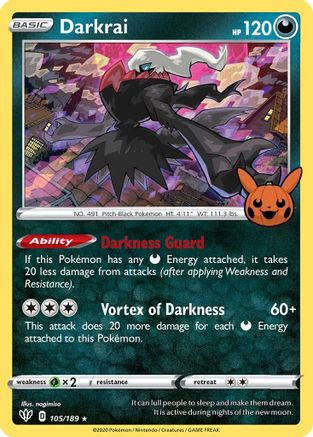 BASIC Darkrai HP 120
NO. 491 Pitch-Black Pokémon HT: 4'11" WT: 111.3 lbs.
Ability Darkness Guard
If this Pokémon has any Energy attached, it takes
20 less damage from attacks (after applying Weakness and
Resistance).
Vortex of Darkness 60+
This attack does 20 more damage for each Energy
attached to this Pokémon.
weakness ×2 resistance retreat
Illus. nagimiso
D 105/189 ★
It can lull people to sleep and make them dream.
It is active during nights of the new moon.
©2020 Pokémon / Nintendo / Creatures / GAME FREAK